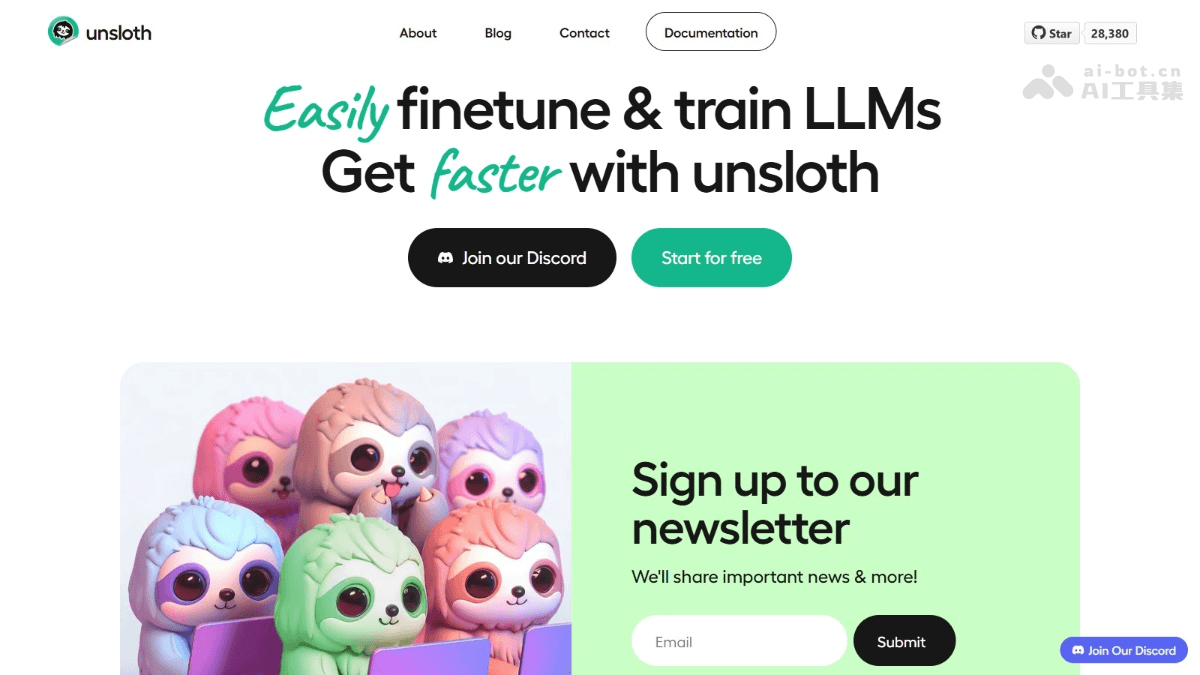 unsloth
About
Blog
Contact
Documentation
Star
28,380
ai-bot.cn
AI工具集
Easily finetune & train LLMs
Get faster with unsloth
Join our Discord
Start for free
Sign up to our
newsletter
We'll share important news & more!
Email
Submit
Join Our Discord